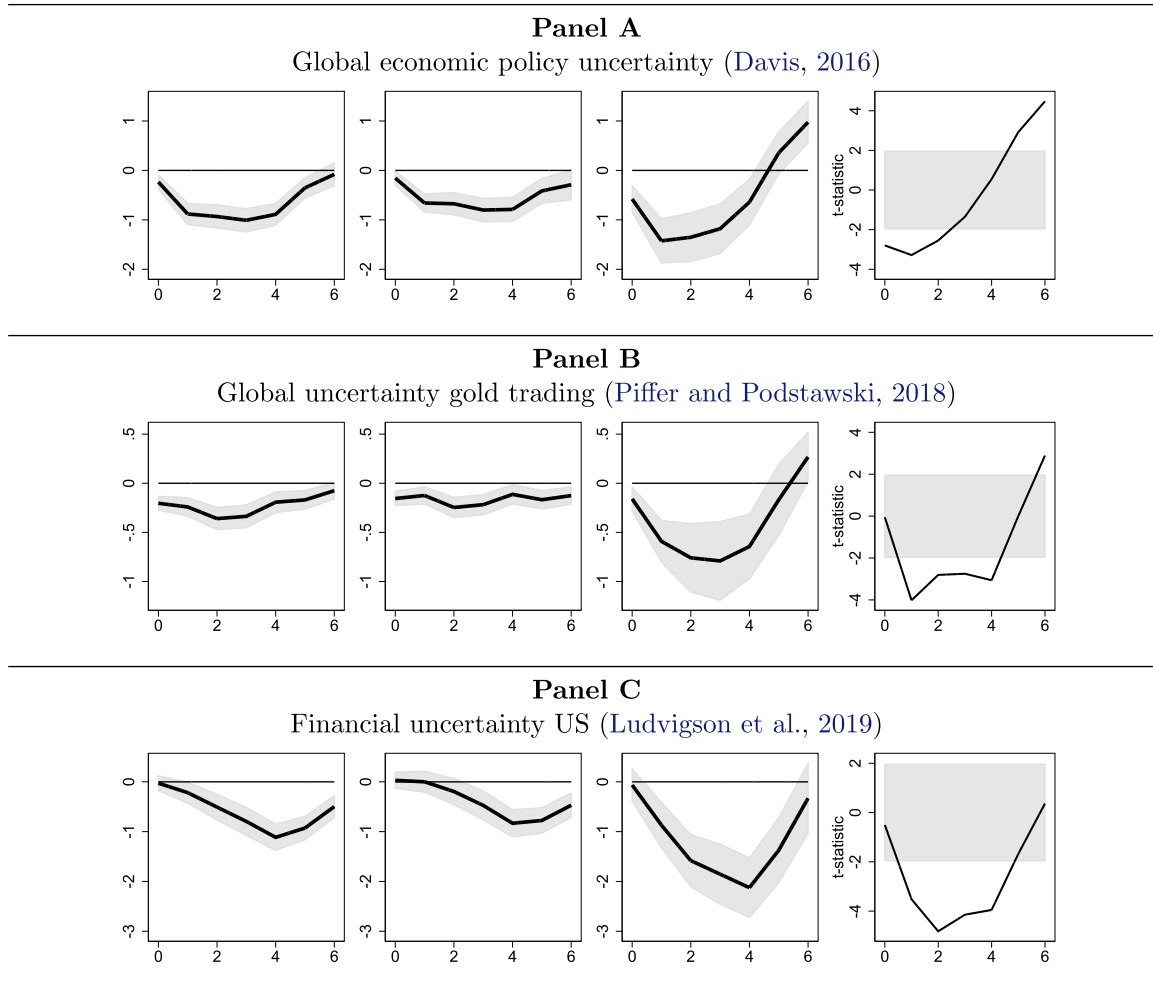 Panel A
Global economic policy uncertainty (Davis, 2016)
1
0
-1
-2
0 2 4 6
1
0
-1
-2
0 2 4 6
1
0
-1
-2
0 2 4 6
t-statistic
4
2
0
-2
-4
0 2 4 6
Panel B
Global uncertainty gold trading (Piffer and Podstawski, 2018)
.5
0
-.5
-1
0 2 4 6
.5
0
-.5
-1
0 2 4 6
.5
0
-.5
-1
0 2 4 6
t-statistic
4
2
0
-2
-4
0 2 4 6
Panel C
Financial uncertainty US (Ludvigson et al., 2019)
0
-1
-2
-3
0 2 4 6
0
-1
-2
-3
0 2 4 6
0
-1
-2
-3
0 2 4 6
t-statistic
2
0
-2
-4
0 2 4 6